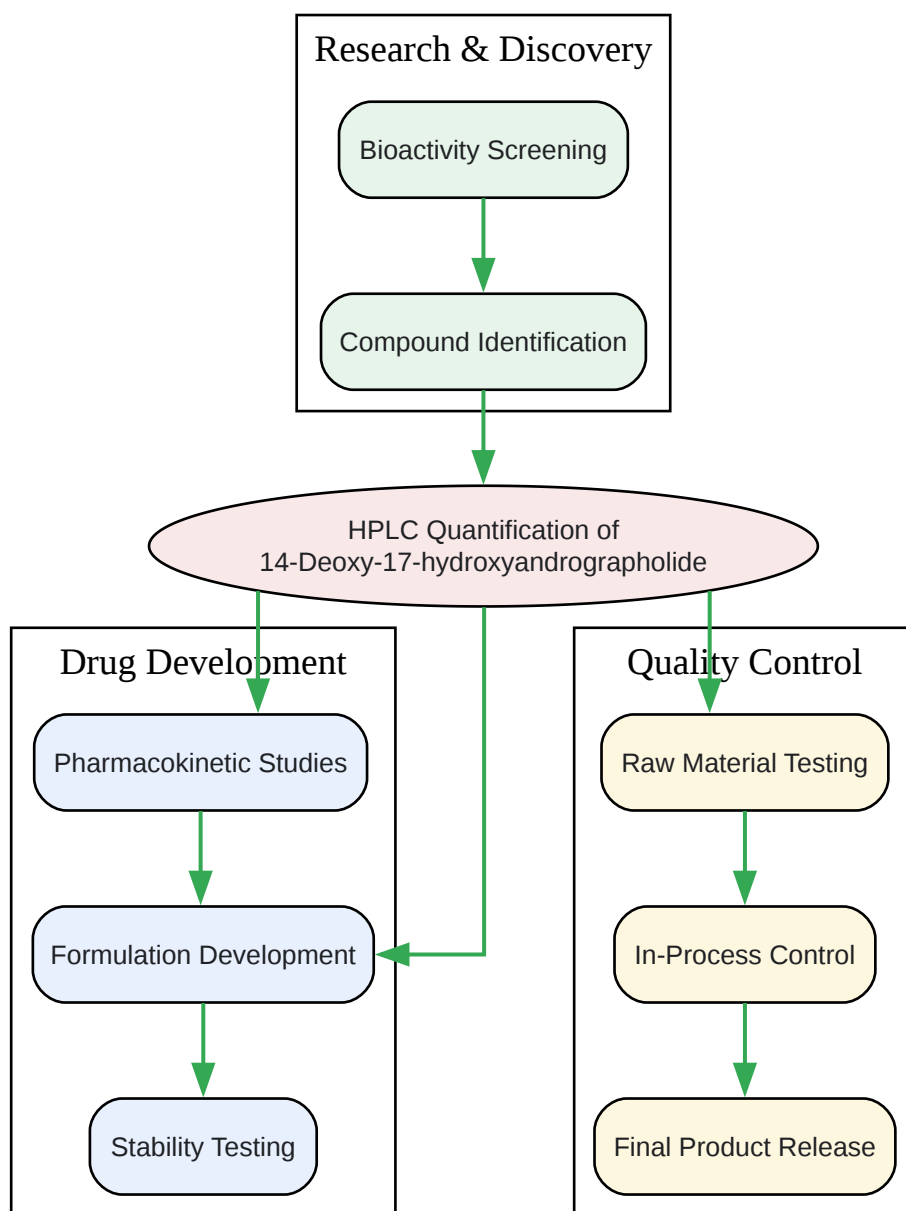 Research & Discovery
Bioactivity Screening
Compound Identification
HPLC Quantification of
14-Deoxy-17-hydroxyandrographolide
Drug Development
Pharmacokinetic Studies
Formulation Development
Stability Testing
Quality Control
Raw Material Testing
In-Process Control
Final Product Release